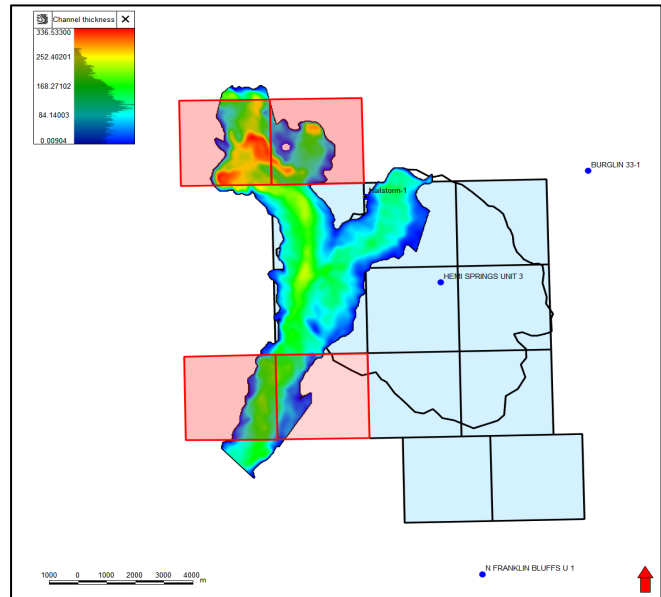 Channel thickness
336.53300
252.40201
168.27102
84.14003
0.00904
BURGLIN 33-1
Hailstorm-1
HEMI SPRINGS UNIT 3
N FRANKLIN BLUFFS U 1
1000 0 1000 2000 3000 4000
m